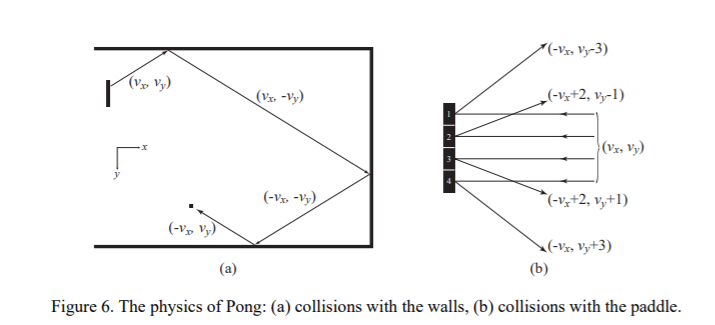 (-vx, vy-3)
(vx, vy)
(vx, -vy)
(-vx+2, vy-1)
1
2
3
4
x
y
(vx, vy)
(-vx, -vy)
(-vx+2, vy+1)
(-vx, vy)
(-vx, vy+3)
(a)
(b)
Figure 6. The physics of Pong: (a) collisions with the walls, (b) collisions with the paddle.